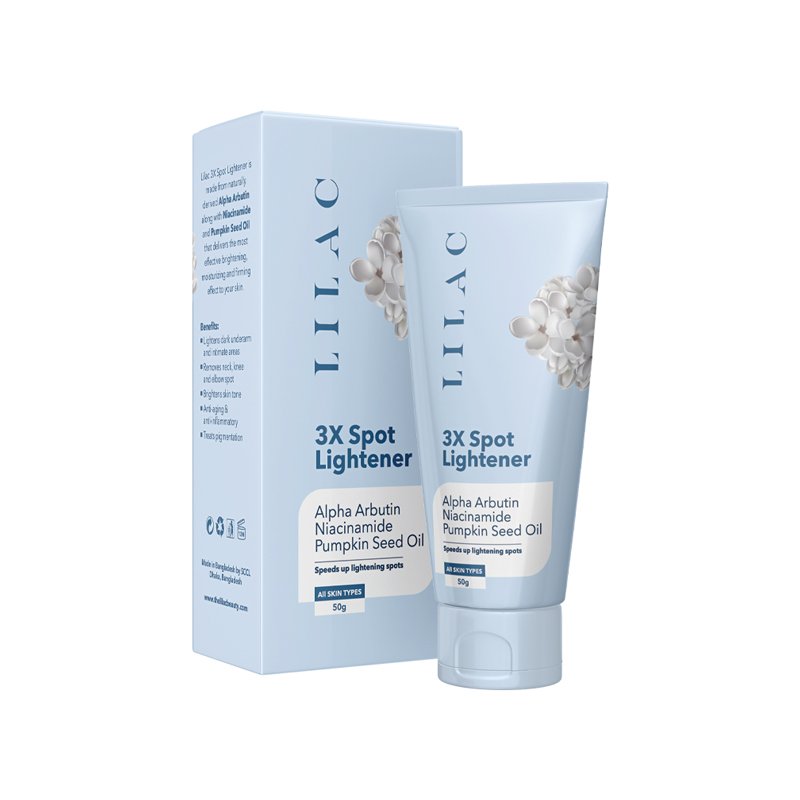 Lilac 3X Spot Lightener is
made from naturally
derived Alpha Arbutin
along with Niacinamide
and Pumpkin Seed Oil
that delivers the most
effective brightening,
moisturizing and firming
effect to your skin.
Benefits:
Lightens dark underarm
and intimate areas
Removes neck, knee
and elbow spot
Brightens skin tone
Anti-aging &
anti-inflammatory
Treats pigmentation
Made in Bangladesh by SCCL
Dhaka, Bangladesh
LILAC
3X Spot
Lightener
Alpha Arbutin
Niacinamide
Pumpkin Seed Oil
Speeds up lightening spots
All SKIN TYPES
50g
LILAC
3X Spot
Lightener
Alpha Arbutin
Niacinamide
Pumpkin Seed Oil
Speeds up lightening spots
All SKIN TYPES
50g